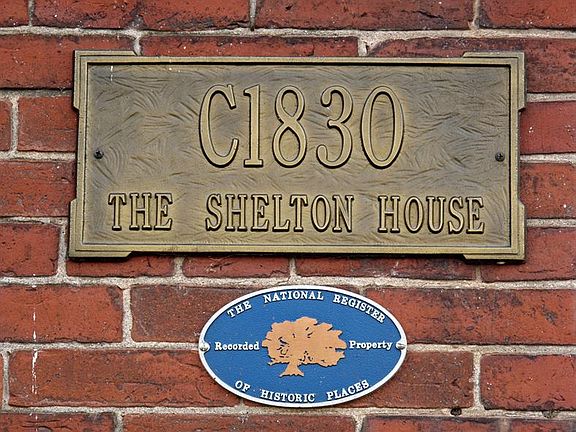 C1830
THE SHELTON HOUSE
THE NATIONAL REGISTER
Recorded Property
OF HISTORIC PLACES